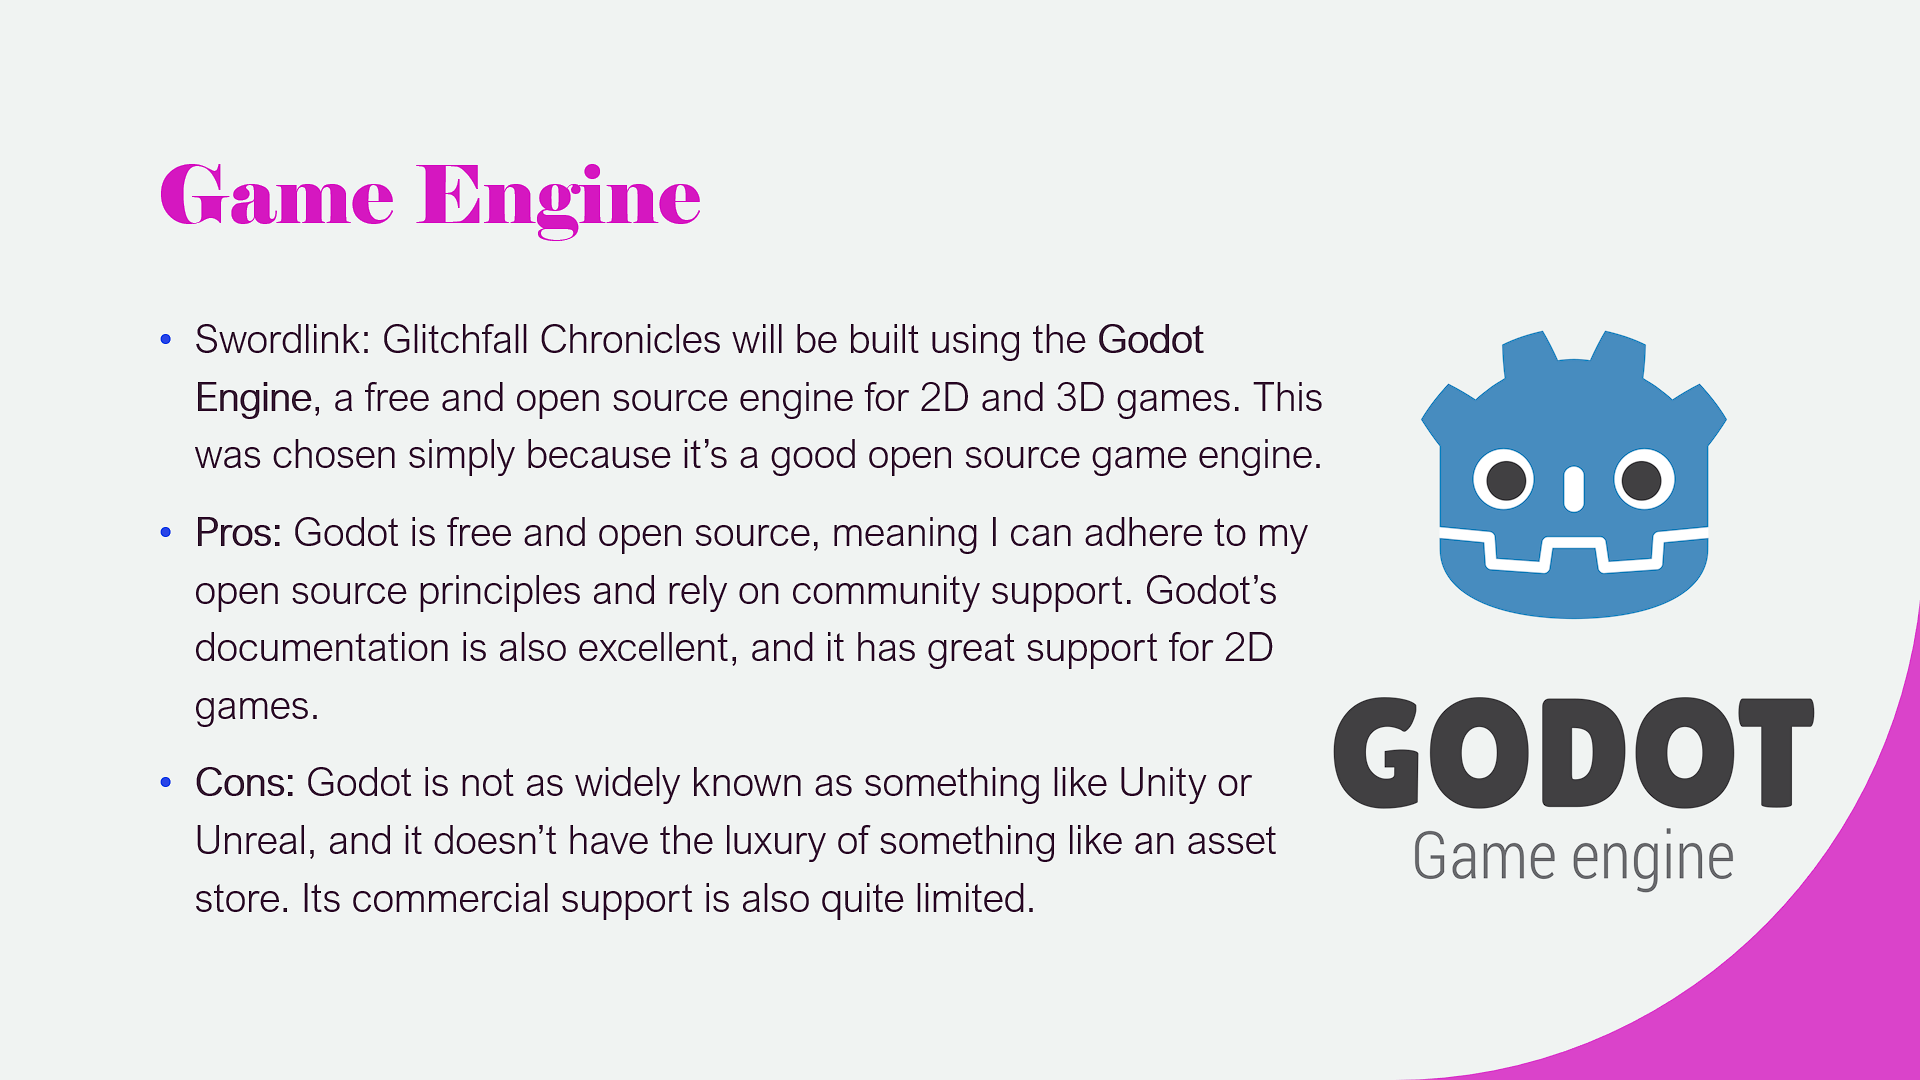 Game Engine
• Swordlink: Glitchfall Chronicles will be built using the Godot
Engine, a free and open source engine for 2D and 3D games. This
was chosen simply because it’s a good open source game engine.
• Pros: Godot is free and open source, meaning I can adhere to my
open source principles and rely on community support. Godot’s
documentation is also excellent, and it has great support for 2D
games.
• Cons: Godot is not as widely known as something like Unity or
Unreal, and it doesn’t have the luxury of something like an asset
store. Its commercial support is also quite limited.
GODOT
Game engine